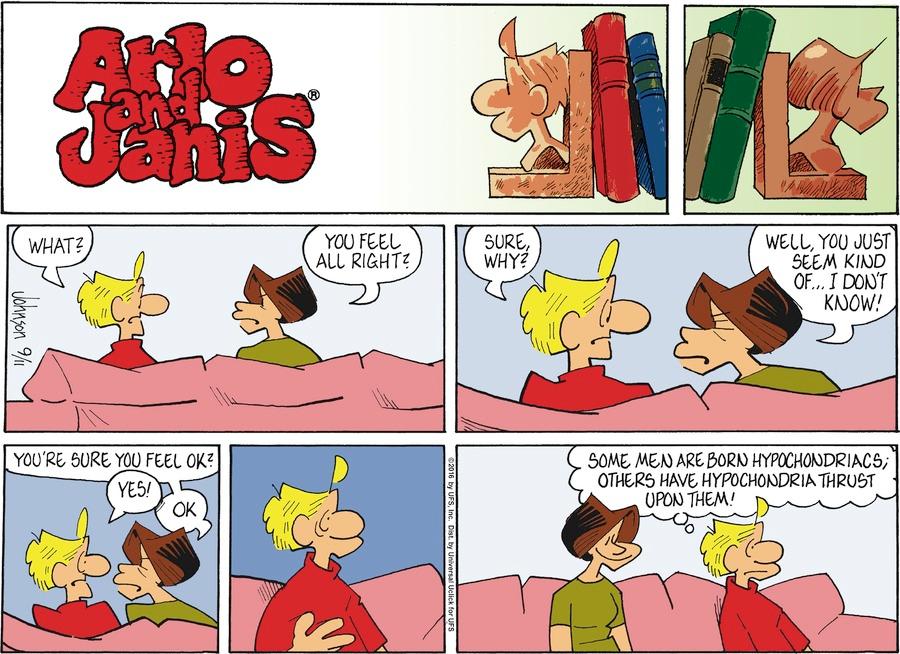 Arlo
and
Janis®
WHAT?
YOU FEEL
ALL RIGHT?
Johnson 9/11
SURE,
WHY?
WELL, YOU JUST
SEEM KIND
OF... I DON'T
KNOW!
YOU'RE SURE YOU FEEL OK?
YES!
OK
©2016 by UFS, Inc. Dist. by Universal Uclick for UFS
SOME MEN ARE BORN HYPOCHONDRIACS;
OTHERS HAVE HYPOCHONDRIA THRUST
UPON THEM!